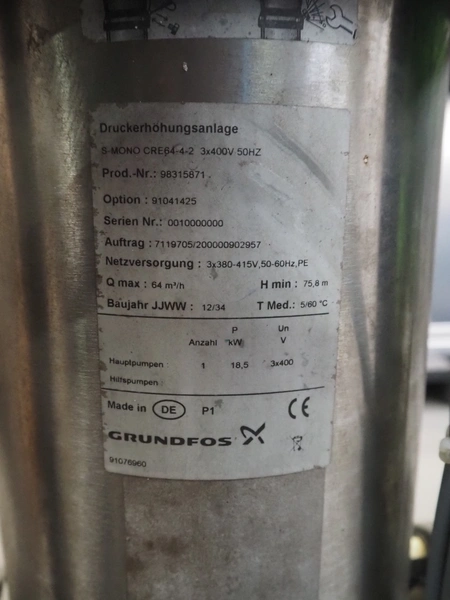 Druckerhöhungsanlage
S-MONO CRE64-4-2 3x400V 50HZ
Prod.-Nr.: 98315671
Option : 91041425
Serien Nr.: 0010000000
Auftrag : 7119705/200000902957
Netzversorgung : 3x380-415V,50-60Hz,PE
Q max : 64 m³/h H min : 75,8 m
Baujahr JJWW : 12/34 T Med.: 5/60 °C
P Un
Anzahl kW V
Hauptpumpen : 1 18,5 3x400
Hilfspumpen :
Made in DE P1 CE
GRUNDFOS
91076960